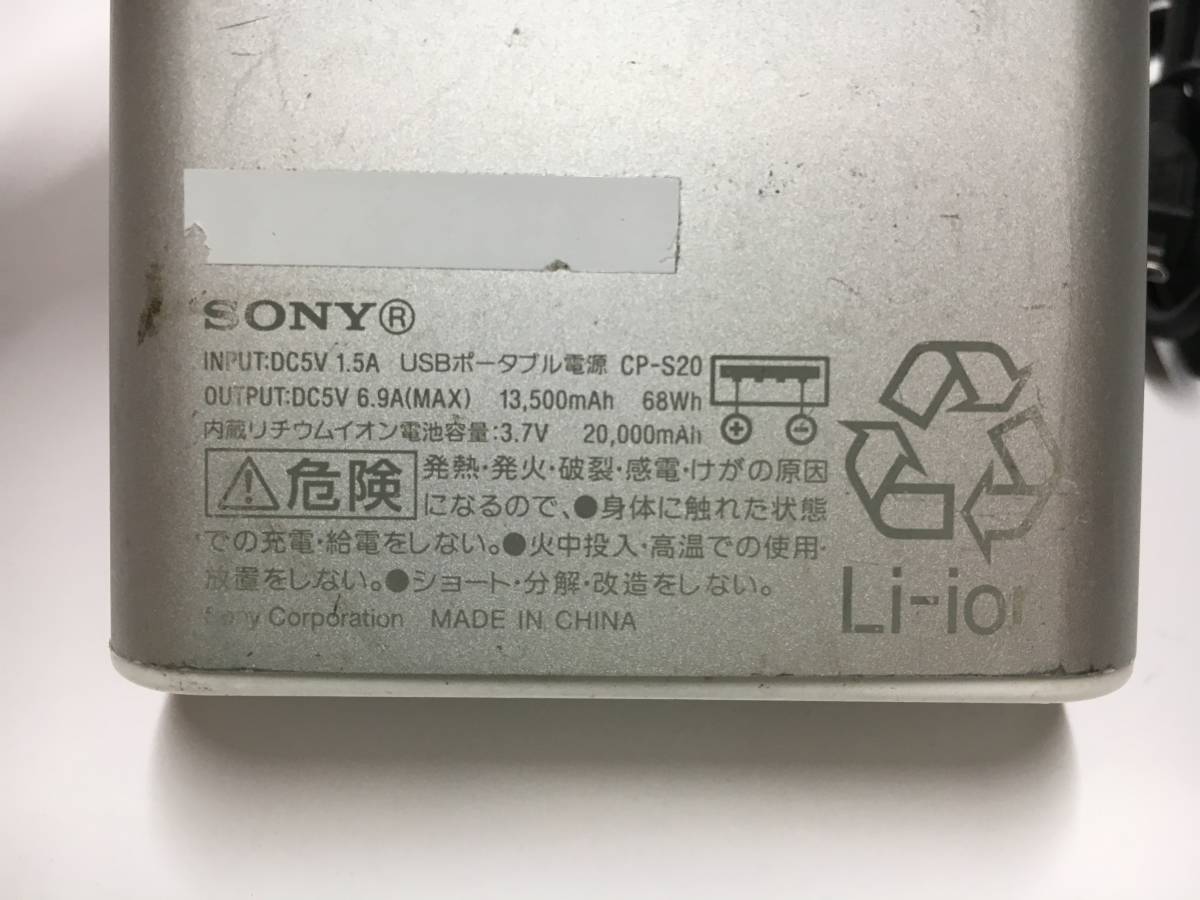 SONY®
INPUT:DC5V 1.5A USBポータブル電源 CP-S20
OUTPUT:DC5V 6.9A(MAX) 13,500mAh 68Wh
内蔵リチウムイオン電池容量:3.7V 20,000mAh
⚠危険 発熱・発火・破裂・感電・けがの原因
になるので、●身体に触れた状態
での充電・給電をしない。●火中投入・高温での使用・
放置をしない。●ショート・分解・改造をしない。
Sony Corporation MADE IN CHINA
Li-ion